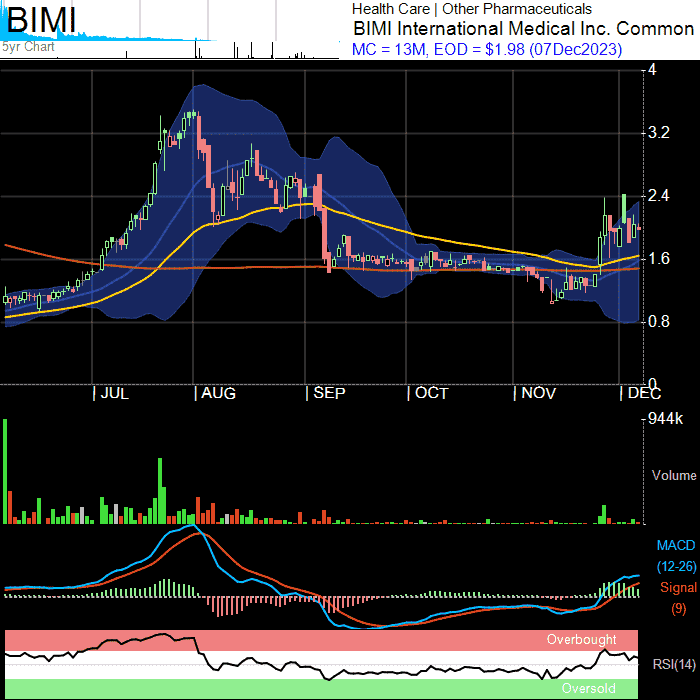 BIMI
5yr Chart
Health Care | Other Pharmaceuticals
BIMI International Medical Inc. Common
MC = 13M, EOD = $1.98 (07Dec2023)
4
3.2
2.4
1.6
0.8
0
| JUL | AUG | SEP | OCT | NOV | DEC
944k
Volume
MACD
(12-26)
Signal
(9)
Overbought
RSI(14)
Oversold